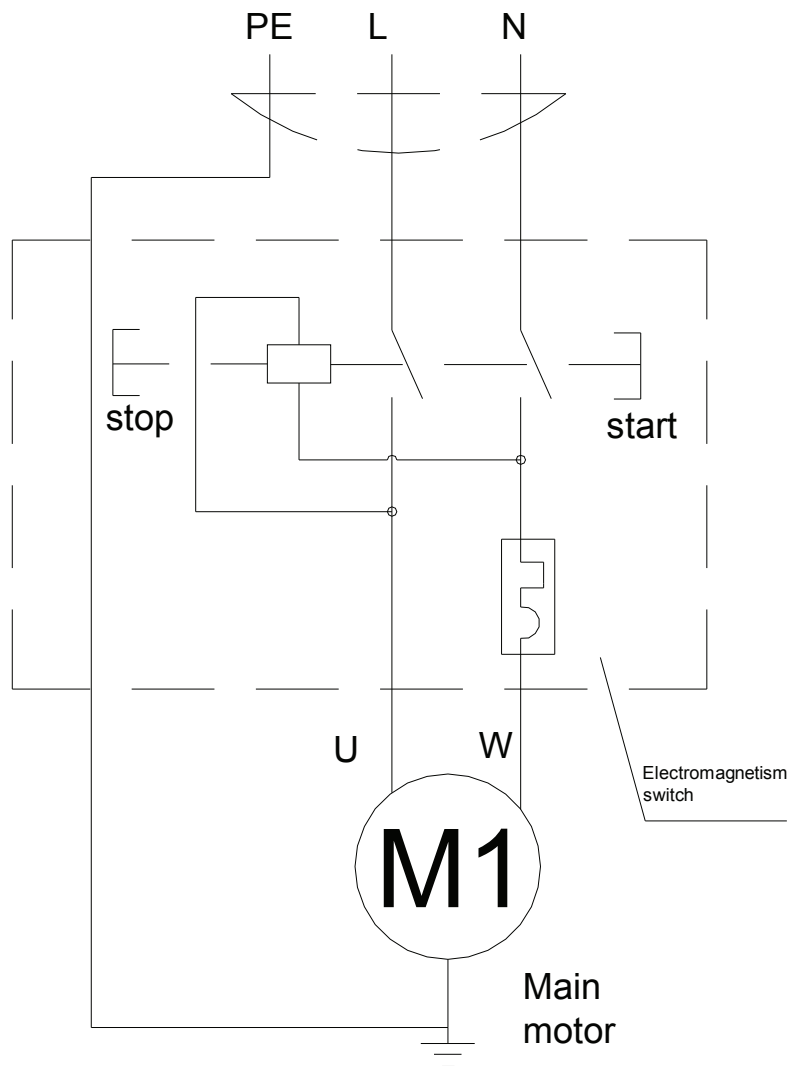 PE L N
stop
start
U W
Electromagnetism
switch
M1
Main
motor